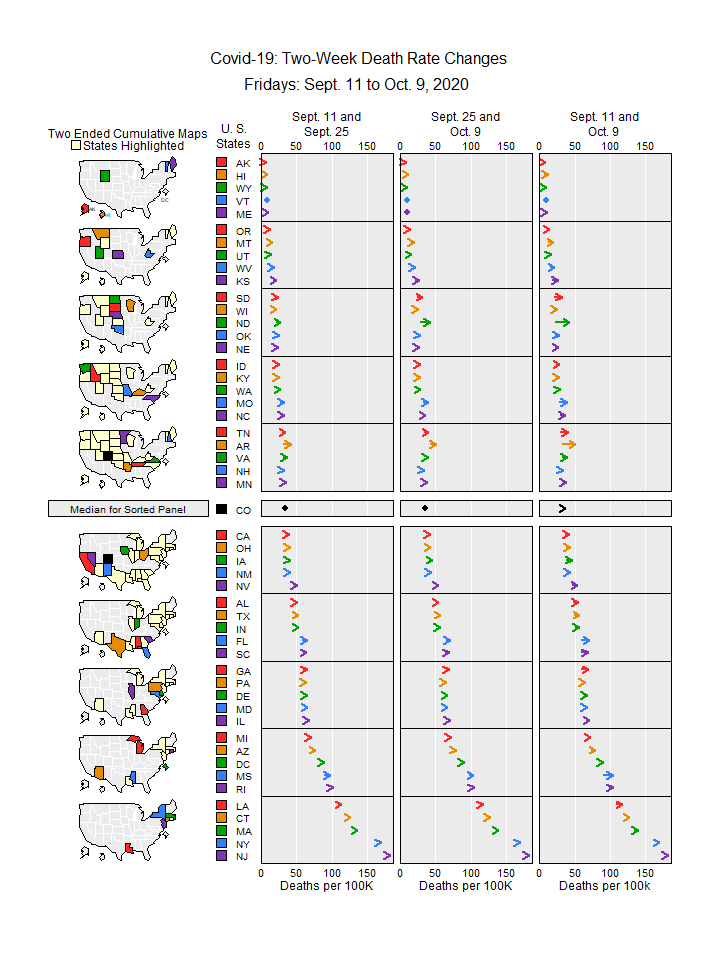 Covid-19: Two-Week Death Rate Changes
Fridays: Sept. 11 to Oct. 9, 2020
Two Ended Cumulative Maps
States Highlighted
U. S.
States
Sept. 11 and
Sept. 25
Sept. 25 and
Oct. 9
Sept. 11 and
Oct. 9
0 50 100 150
0 50 100 150
0 50 100 150
AK
HI
WY
VT
ME
AK
HI
DC
OR
MT
UT
WV
KS
SD
WI
ND
OK
NE
ID
KY
WA
MO
NC
TN
AR
VA
NH
MN
Median for Sorted Panel
CO
CA
OH
IA
NM
NV
AL
TX
IN
FL
SC
GA
PA
DE
MD
IL
MI
AZ
DC
MS
RI
LA
CT
MA
NY
NJ
0 50 100 150
0 50 100 150
0 50 100 150
Deaths per 100K
Deaths per 100K
Deaths per 100k